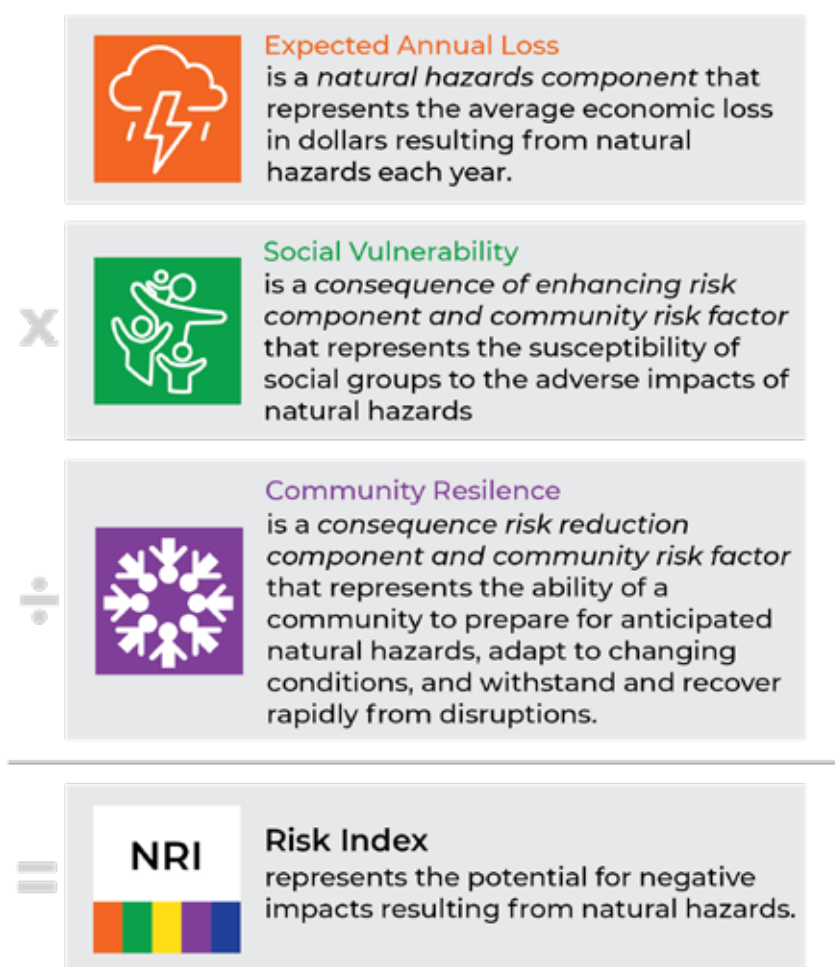 Expected Annual Loss
is a natural hazards component that
represents the average economic loss
in dollars resulting from natural
hazards each year.
x
Social Vulnerability
is a consequence of enhancing risk
component and community risk factor
that represents the susceptibility of
social groups to the adverse impacts of
natural hazards
÷
Community Resilence
is a consequence risk reduction
component and community risk factor
that represents the ability of a
community to prepare for anticipated
natural hazards, adapt to changing
conditions, and withstand and recover
rapidly from disruptions.
=
NRI
Risk Index
represents the potential for negative
impacts resulting from natural hazards.